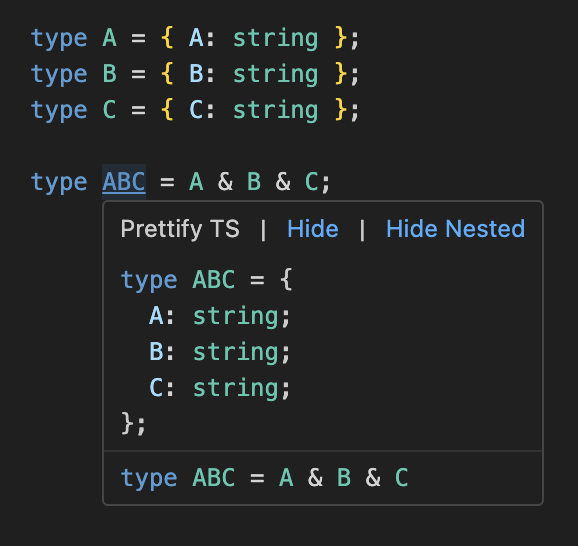 type A = { A: string };
type B = { B: string };
type C = { C: string };
type ABC = A & B & C;
Prettify TS | Hide | Hide Nested
type ABC = {
  A: string;
  B: string;
  C: string;
};
type ABC = A & B & C